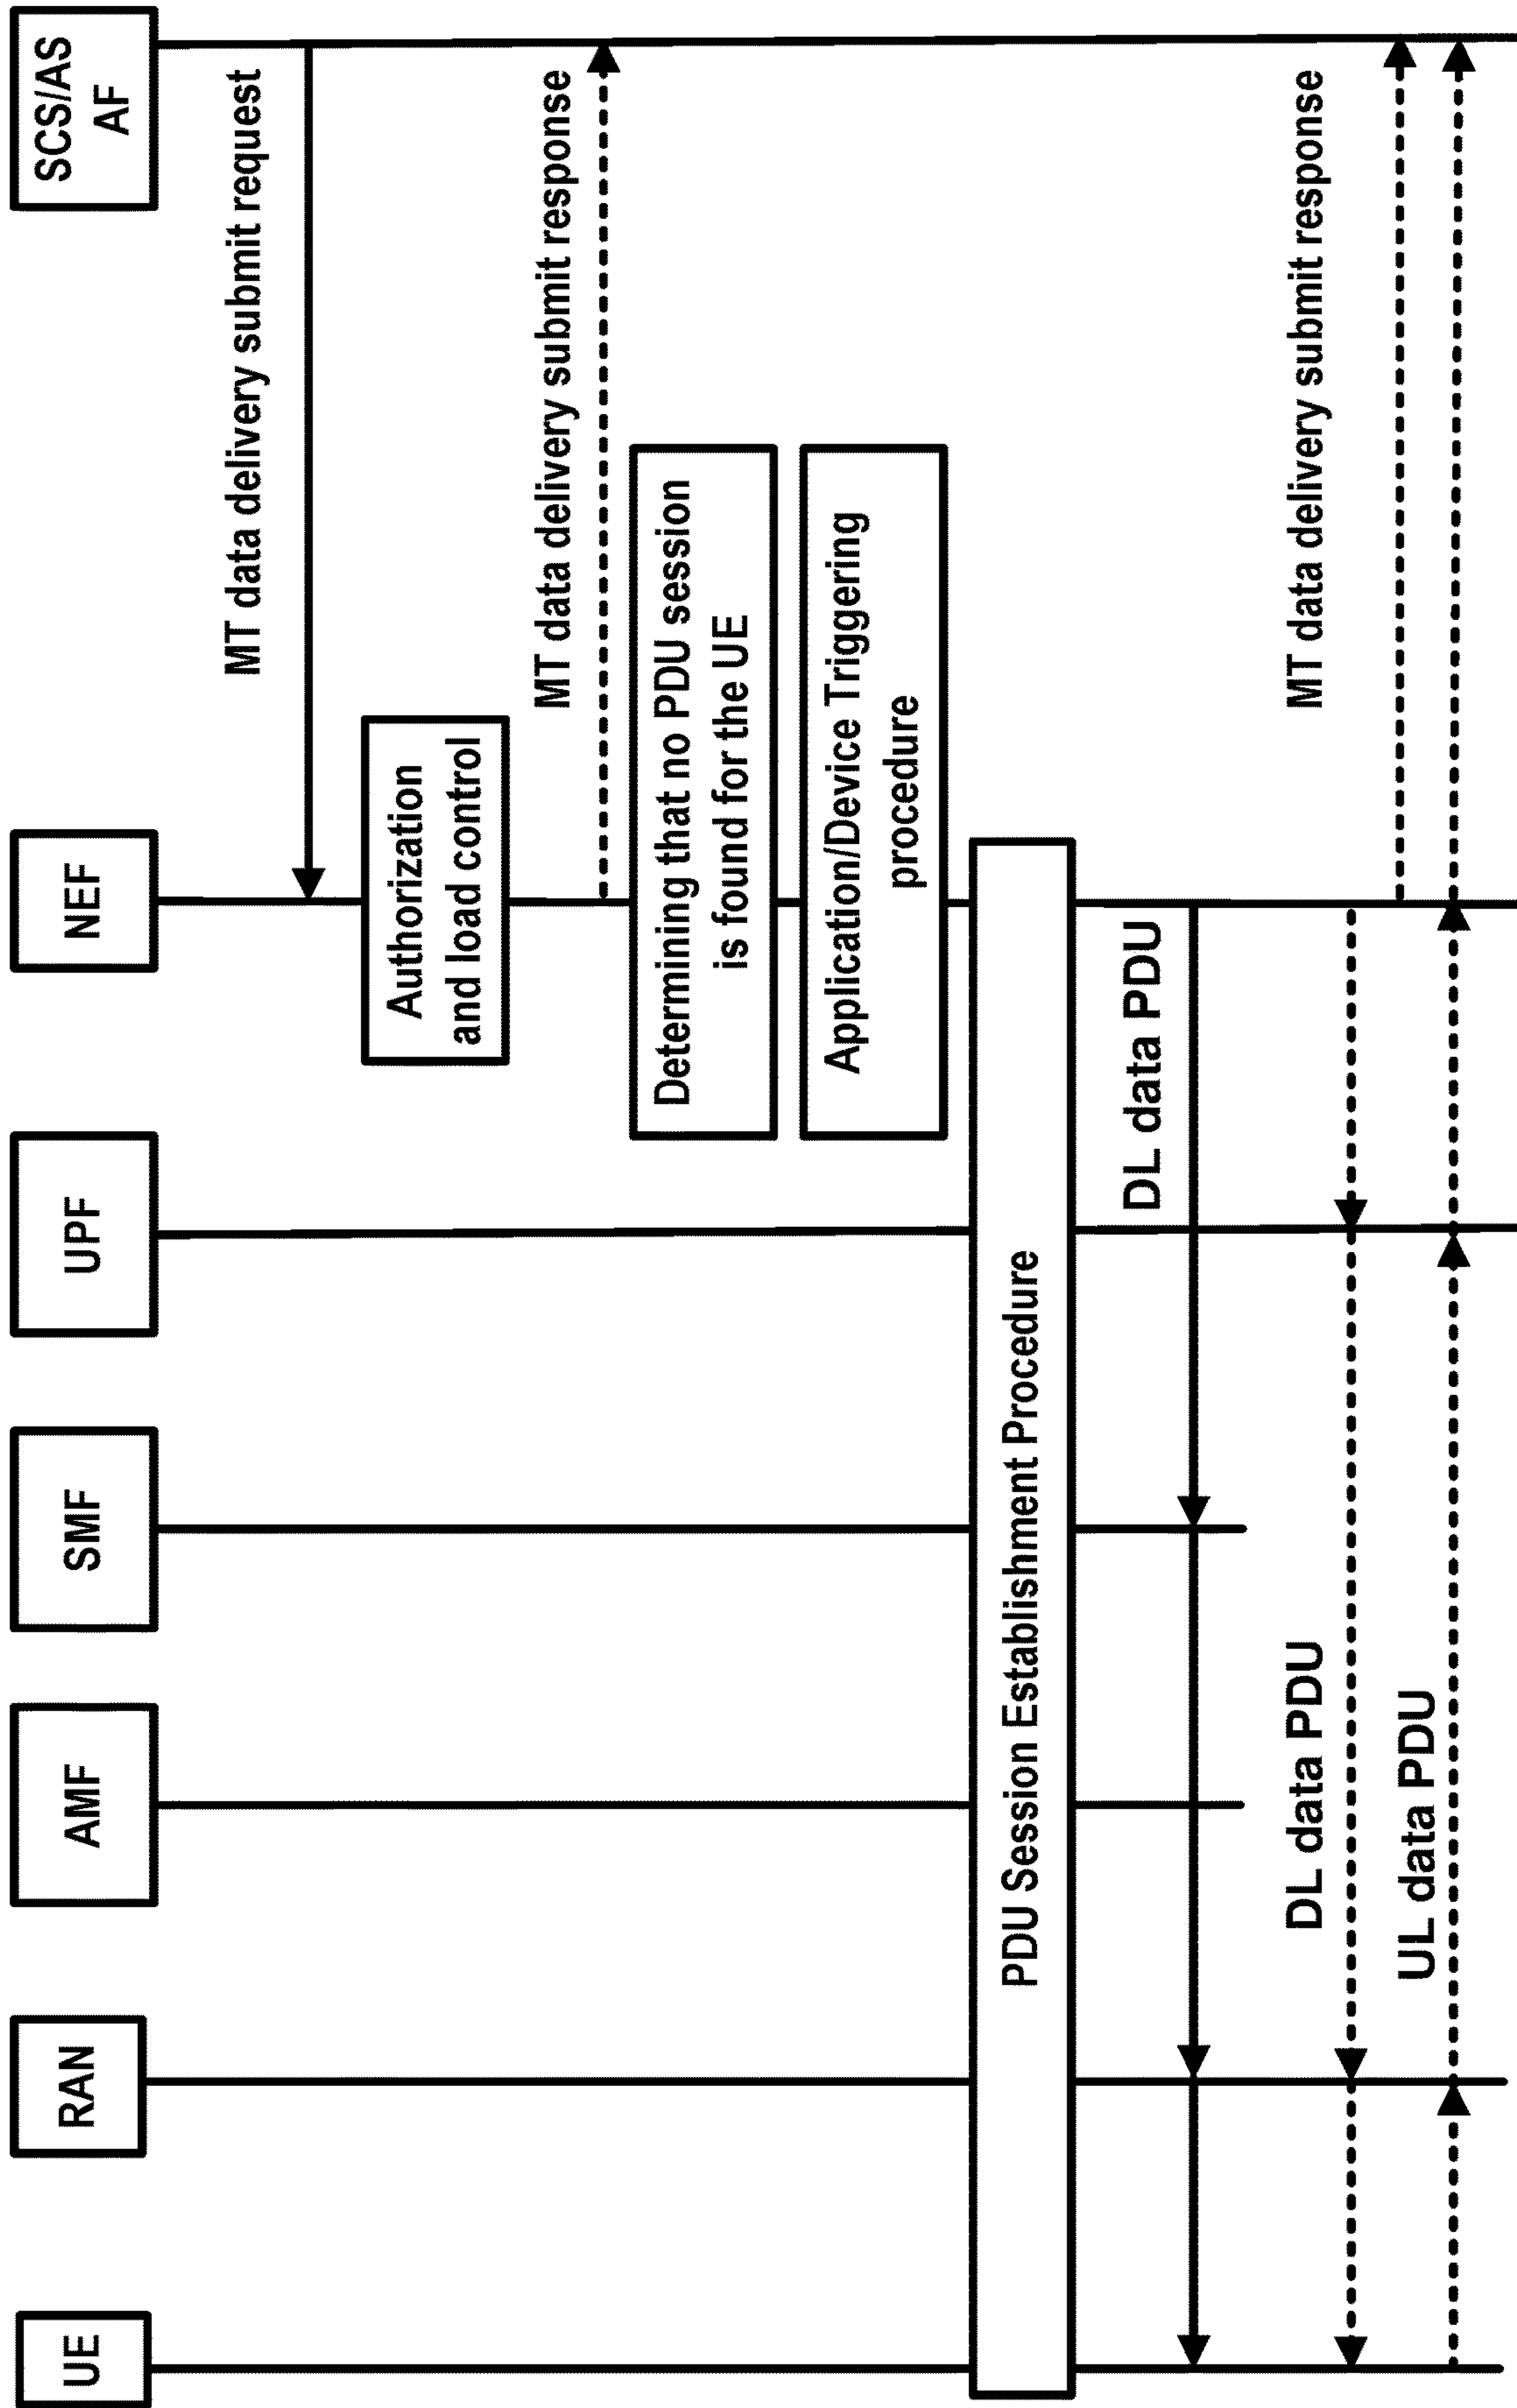 UE
RAN
AMF
SMF
UPF
NEF
SCS/AS
AF
MT data delivery submit request
Authorization
and load control
MT data delivery submit response
Determining that no PDU session
is found for the UE
Application/Device Triggering
procedure
PDU Session Establishment Procedure
DL data PDU
DL data PDU
MT data delivery submit response
UL data PDU